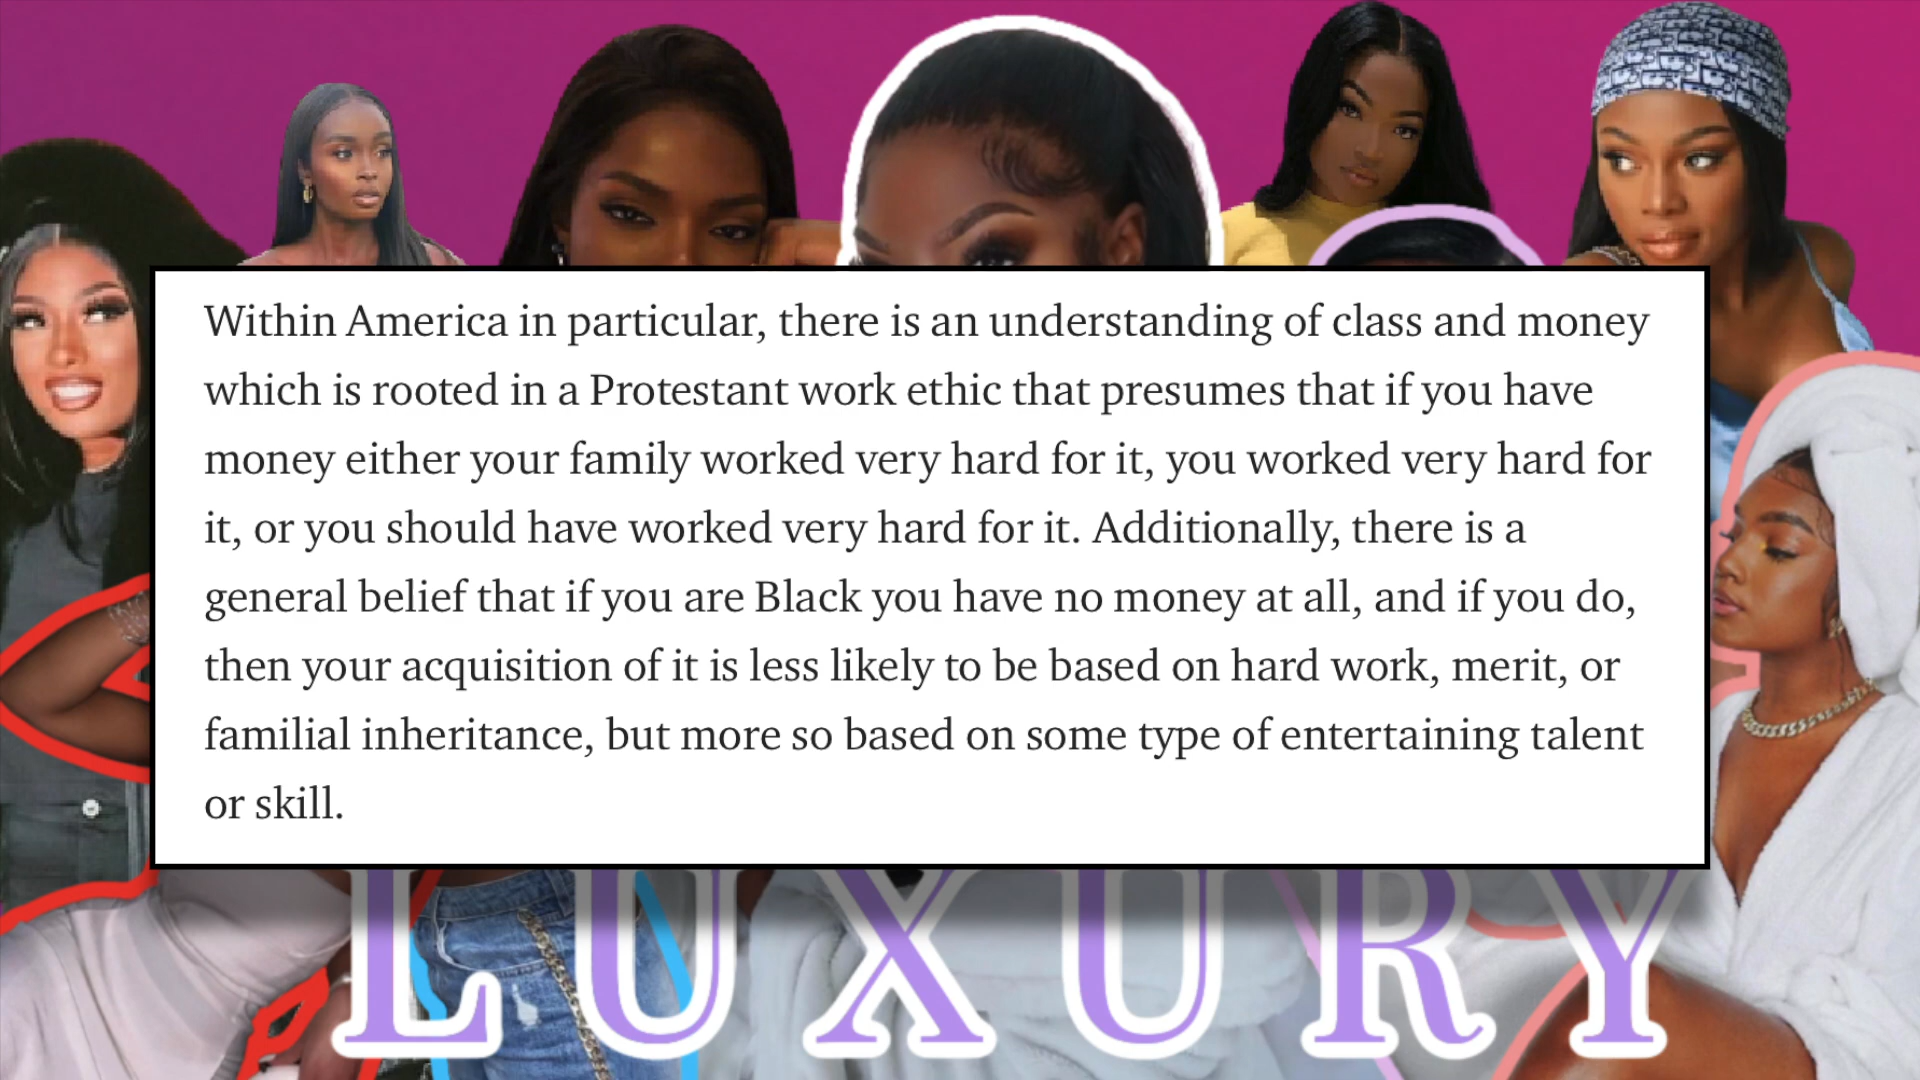 Within America in particular, there is an understanding of class and money
which is rooted in a Protestant work ethic that presumes that if you have
money either your family worked very hard for it, you worked very hard for
it, or you should have worked very hard for it. Additionally, there is a
general belief that if you are Black you have no money at all, and if you do,
then your acquisition of it is less likely to be based on hard work, merit, or
familial inheritance, but more so based on some type of entertaining talent
or skill.
LUXURY